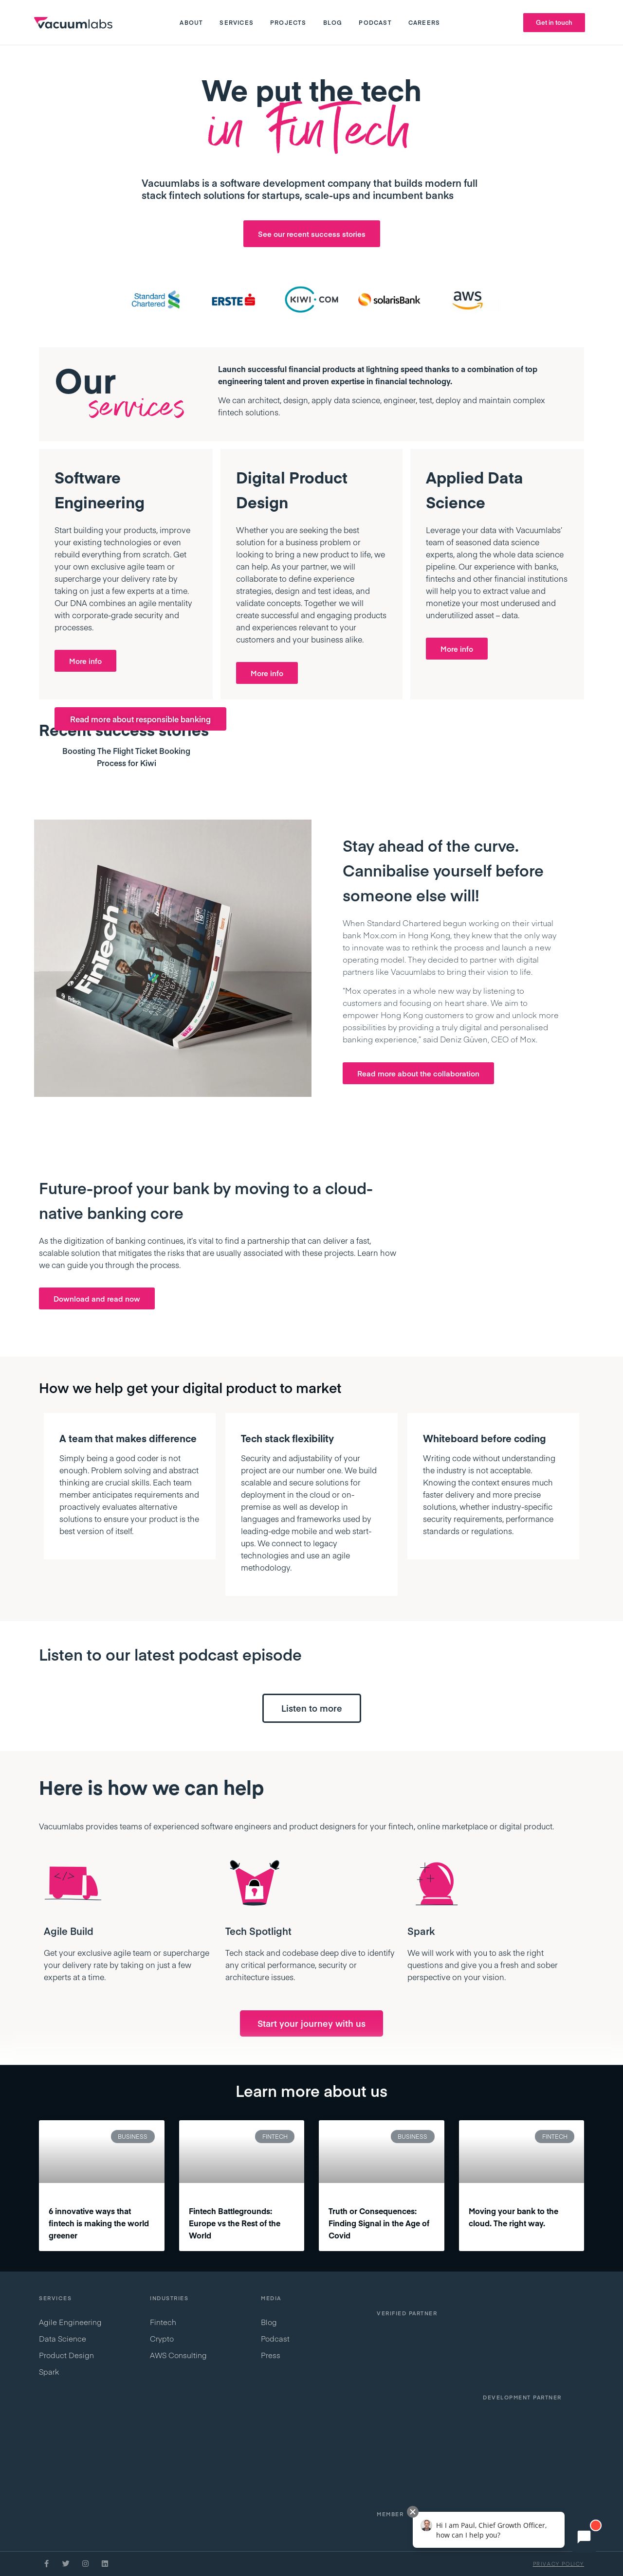 vacuumlabs
ABOUT SERVICES PROJECTS BLOG PODCAST CAREERS
Get in touch
We put the tech
in FinTech
Vacuumlabs is a software development company that builds modern full
stack fintech solutions for startups, scale-ups and incumbent banks
See our recent success stories
Standard
Chartered
ERSTE
KIWI.COM
solarisBank
aws
Our
services
Launch successful financial products at lightning speed thanks to a combination of top
engineering talent and proven expertise in financial technology.
We can architect, design, apply data science, engineer, test, deploy and maintain complex
fintech solutions.
Software
Engineering
Start building your products, improve
your existing technologies or even
rebuild everything from scratch. Get
your own exclusive agile team or
supercharge your delivery rate by
taking on just a few experts at a time.
Our DNA combines an agile mentality
with corporate-grade security and
processes.
More info
Digital Product
Design
Whether you are seeking the best
solution for a business problem or
looking to bring a new product to life, we
can help. As your partner, we will
collaborate to define experience
strategies, design and test ideas, and
validate concepts. Together we will
create successful and engaging products
and experiences relevant to your
customers and your business alike.
More info
Applied Data
Science
Leverage your data with Vacuumlabs'
team of seasoned data science
experts, along the whole data science
pipeline. Our experience with banks,
fintechs and other financial institutions
will help you to extract value and
monetize your most underused and
underutilized asset – data.
More info
Read more about responsible banking
Recent success stories
Boosting The Flight Ticket Booking
Process for Kiwi
FinTech
Stay ahead of the curve.
Cannibalise yourself before
someone else will!
When Standard Chartered begun working on their virtual
bank Mox.com in Hong Kong, they knew that the only way
to innovate was to rethink the process and launch a new
operating model. They decided to partner with digital
partners like Vacuumlabs to bring their vision to life.
"Mox operates in a whole new way by listening to
customers and focusing on heart share. We aim to
empower Hong Kong customers to grow and unlock more
possibilities by providing a truly digital and personalised
banking experience," said Deniz Güven, CEO of Mox.
Read more about the collaboration
Future-proof your bank by moving to a cloud-
native banking core
As the digitization of banking continues, it's vital to find a partnership that can deliver a fast,
scalable solution that mitigates the risks that are usually associated with these projects. Learn how
we can guide you through the process.
Download and read now
How we help get your digital product to market
A team that makes difference
Simply being a good coder is not
enough. Problem solving and abstract
thinking are crucial skills. Each team
member anticipates requirements and
proactively evaluates alternative
solutions to ensure your product is the
best version of itself.
Tech stack flexibility
Security and adjustability of your
project are our number one. We build
scalable and secure solutions for
deployment in the cloud or on-
premise as well as develop in
languages and frameworks used by
leading-edge mobile and web start-
ups. We connect to legacy
technologies and use an agile
methodology.
Whiteboard before coding
Writing code without understanding
the industry is not acceptable.
Knowing the context ensures much
faster delivery and more precise
solutions, whether industry-specific
security requirements, performance
standards or regulations.
Listen to our latest podcast episode
Listen to more
Here is how we can help
Vacuumlabs provides teams of experienced software engineers and product designers for your fintech, online marketplace or digital product.
</>
Agile Build
Get your exclusive agile team or supercharge
your delivery rate by taking on just a few
experts at a time.
Tech Spotlight
Tech stack and codebase deep dive to identify
any critical performance, security or
architecture issues.
Spark
We will work with you to ask the right
questions and give you a fresh and sober
perspective on your vision.
Start your journey with us
Learn more about us
BUSINESS
6 innovative ways that
fintech is making the world
greener
FINTECH
Fintech Battlegrounds:
Europe vs the Rest of the
World
BUSINESS
Truth or Consequences:
Finding Signal in the Age of
Covid
FINTECH
Moving your bank to the
cloud. The right way.
SERVICES
Agile Engineering
Data Science
Product Design
Spark
INDUSTRIES
Fintech
Crypto
AWS Consulting
MEDIA
Blog
Podcast
Press
VERIFIED PARTNER
DEVELOPMENT PARTNER
MEMBER
Hi I am Paul, Chief Growth Officer,
how can I help you?
PRIVACY POLICY